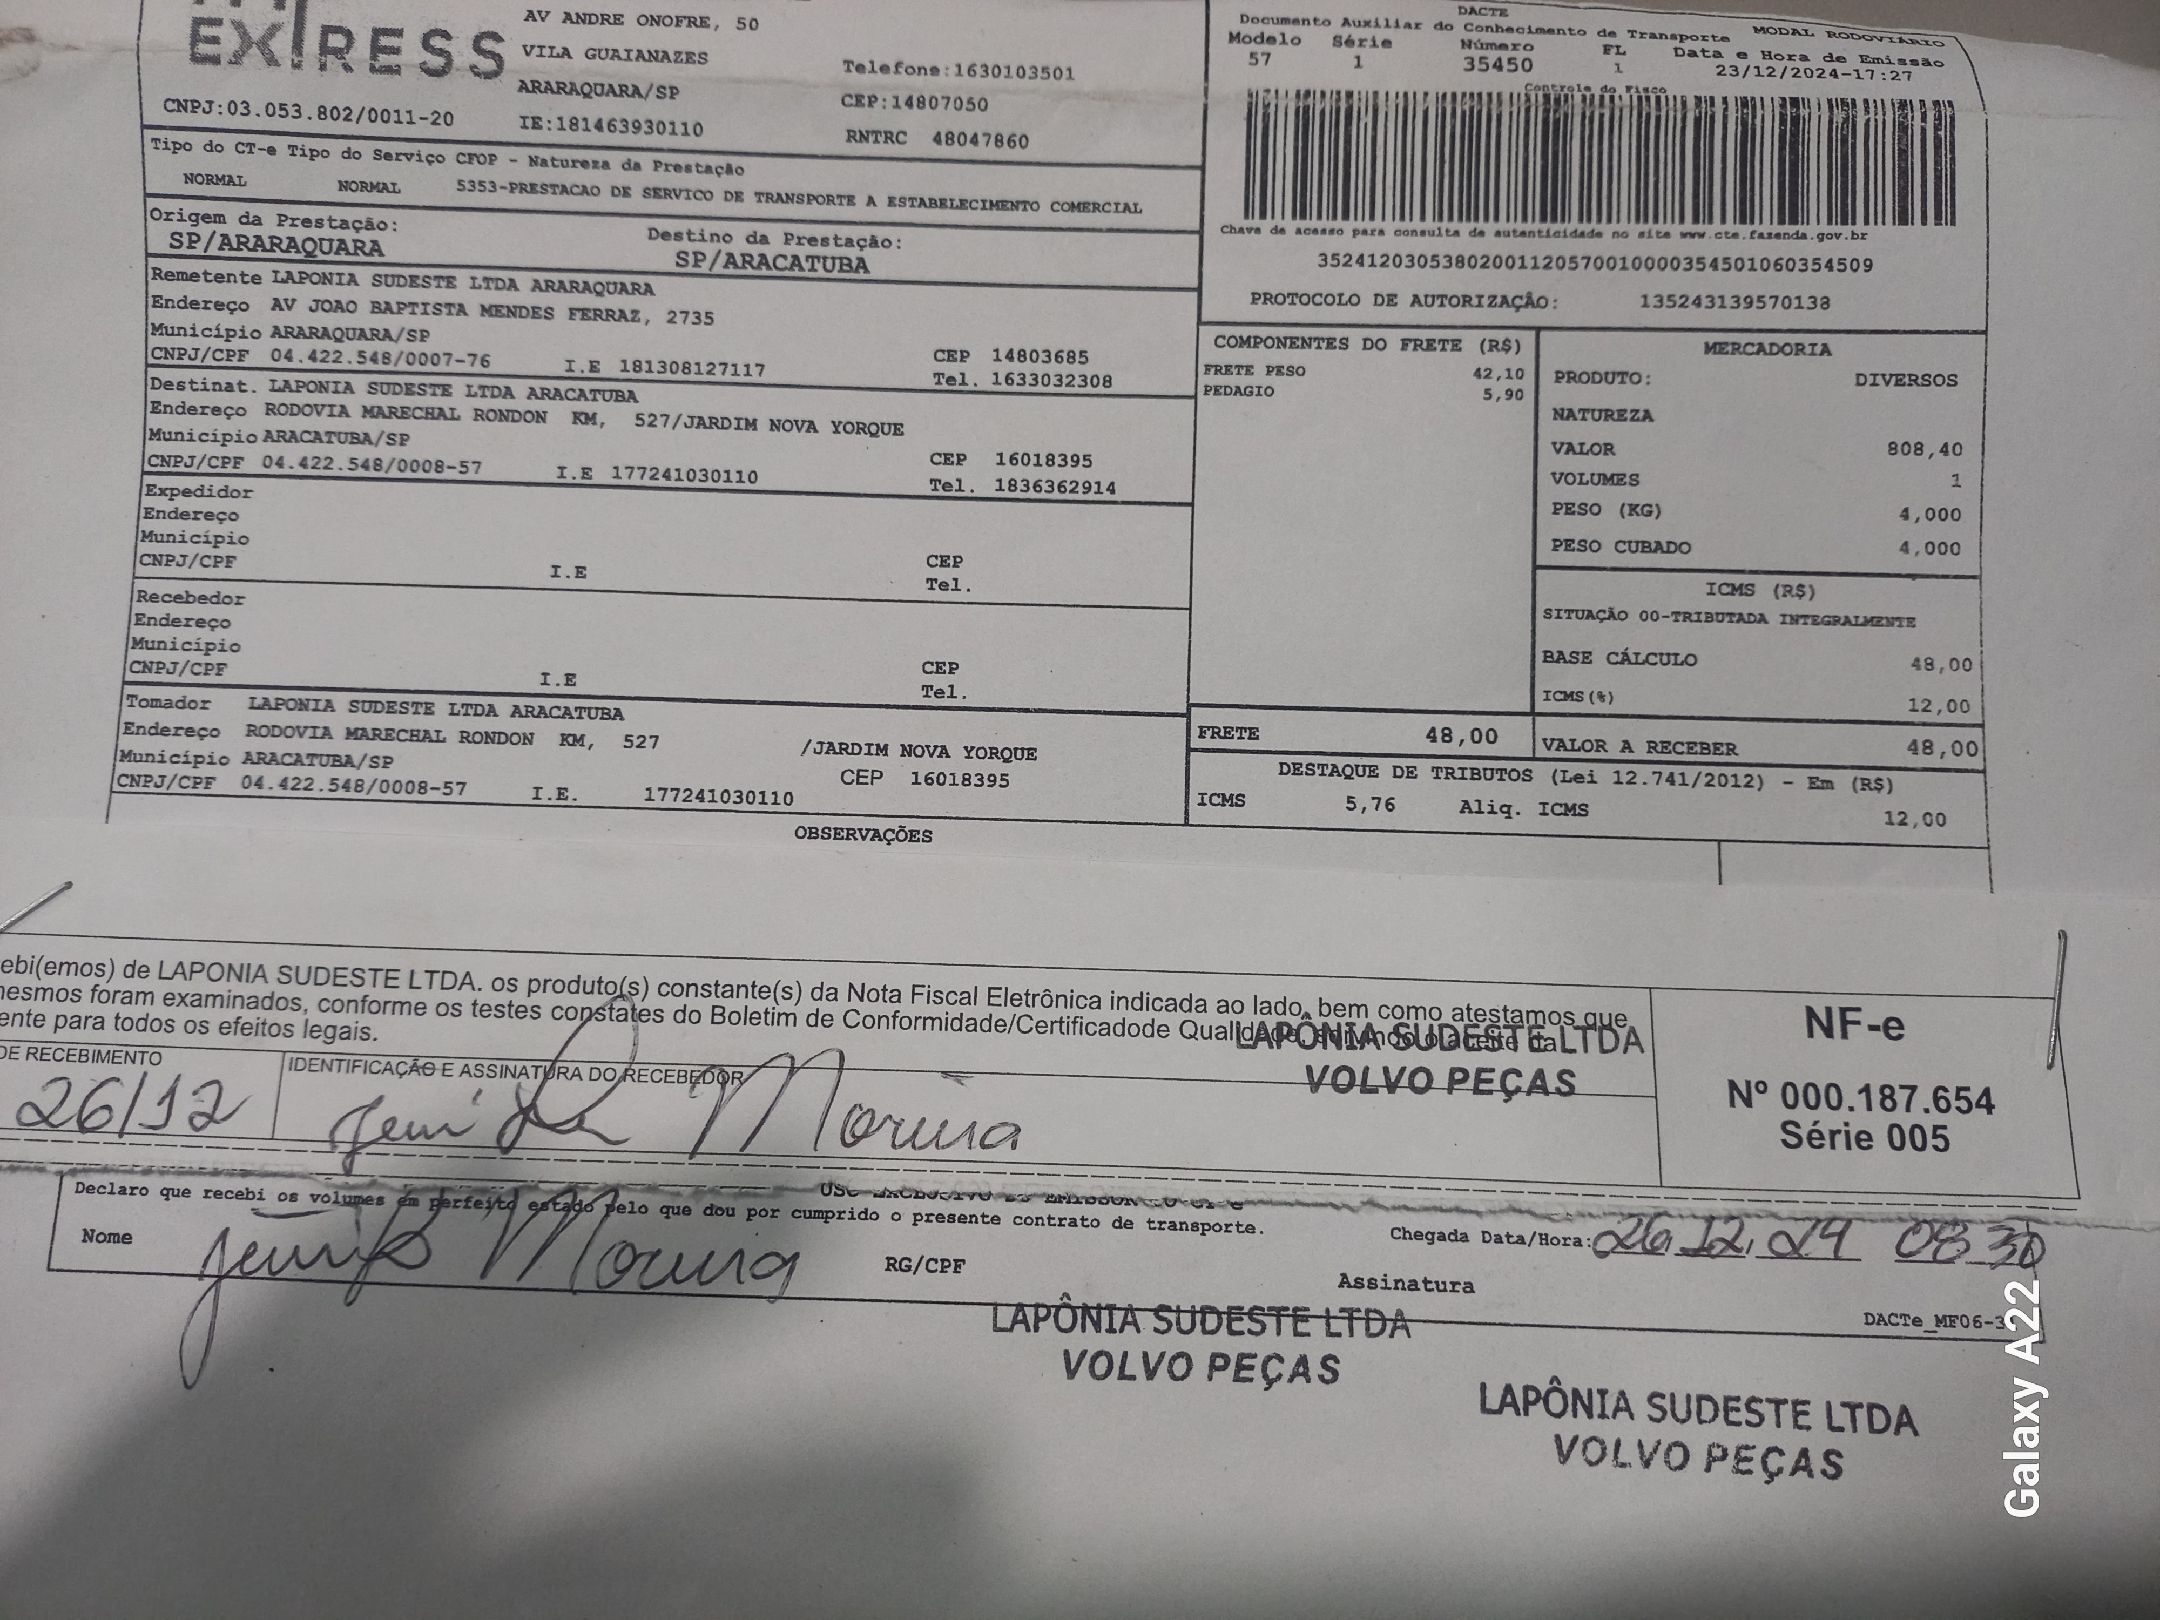 EXPRESS
AV ANDRE ONOFRE, 50
VILA GUAIANAZES
ARARAQUARA/SP
IE:181463930110
Telefone:1630103501
CEP:14807050
RNTRC 48047860
CNPJ:03.053.802/0011-20
DACTE
Documento Auxiliar do Conhecimento de Transporte MODAL RODOVIÁRIO
Modelo Série Número FL Data e Hora de Emissão
57 1 35450 1 23/12/2024-17:27
Controle do Fisco
Chave de acesso para consulta de autenticidade no site www.cte.fazenda.gov.br
35241203053802001120570010000354501060354509
PROTOCOLO DE AUTORIZAÇÃO: 135243139570138
Tipo do CT-e Tipo do Serviço CFOP - Natureza da Prestação
NORMAL NORMAL 5353-PRESTACAO DE SERVICO DE TRANSPORTE A ESTABELECIMENTO COMERCIAL
Origem da Prestação: Destino da Prestação:
SP/ARARAQUARA SP/ARACATUBA
Remetente LAPONIA SUDESTE LTDA ARARAQUARA
Endereço AV JOAO BAPTISTA MENDES FERRAZ, 2735
Município ARARAQUARA/SP CEP 14803685
CNPJ/CPF 04.422.548/0007-76 I.E 181308127117 Tel. 1633032308
Destinat. LAPONIA SUDESTE LTDA ARACATUBA
Endereço RODOVIA MARECHAL RONDON KM, 527/JARDIM NOVA YORQUE
Município ARACATUBA/SP CEP 16018395
CNPJ/CPF 04.422.548/0008-57 I.E 177241030110 Tel. 1836362914
Expedidor
Endereço
Município CEP
CNPJ/CPF I.E Tel.
Recebedor
Endereço
Município CEP
CNPJ/CPF I.E Tel.
Tomador LAPONIA SUDESTE LTDA ARACATUBA
Endereço RODOVIA MARECHAL RONDON KM, 527 /JARDIM NOVA YORQUE
Município ARACATUBA/SP CEP 16018395
CNPJ/CPF 04.422.548/0008-57 I.E. 177241030110
COMPONENTES DO FRETE (R$)
FRETE PESO 42,10
PEDAGIO 5,90
FRETE 48,00
MERCADORIA
PRODUTO: DIVERSOS
NATUREZA
VALOR 808,40
VOLUMES 1
PESO (KG) 4,000
PESO CUBADO 4,000
ICMS (R$)
SITUAÇÃO 00-TRIBUTADA INTEGRALMENTE
BASE CÁLCULO 48,00
ICMS(%) 12,00
VALOR A RECEBER 48,00
DESTAQUE DE TRIBUTOS (Lei 12.741/2012) - Em (R$)
ICMS 5,76 Aliq. ICMS 12,00
OBSERVAÇÕES
ebi(emos) de LAPONIA SUDESTE LTDA. os produto(s) constante(s) da Nota Fiscal Eletrônica indicada ao lado, bem como atestamos que
mesmos foram examinados, conforme os testes constates do Boletim de Conformidade/Certificadode Qualidade,
ente para todos os efeitos legais.
LAPÔNIA SUDESTE LTDA
VOLVO PEÇAS
DE RECEBIMENTO IDENTIFICAÇÃO E ASSINATURA DO RECEBEDOR
26/12
NF-e
Nº 000.187.654
Série 005
Declaro que recebi os volumes em perfeito estado pelo que dou por cumprido o presente contrato de transporte.
Nome RG/CPF
Chegada Data/Hora: 26.12.24 08 30
Assinatura
LAPÔNIA SUDESTE LTDA
VOLVO PEÇAS
DACTe_MF06-3
LAPÔNIA SUDESTE LTDA
VOLVO PEÇAS
Galaxy A22